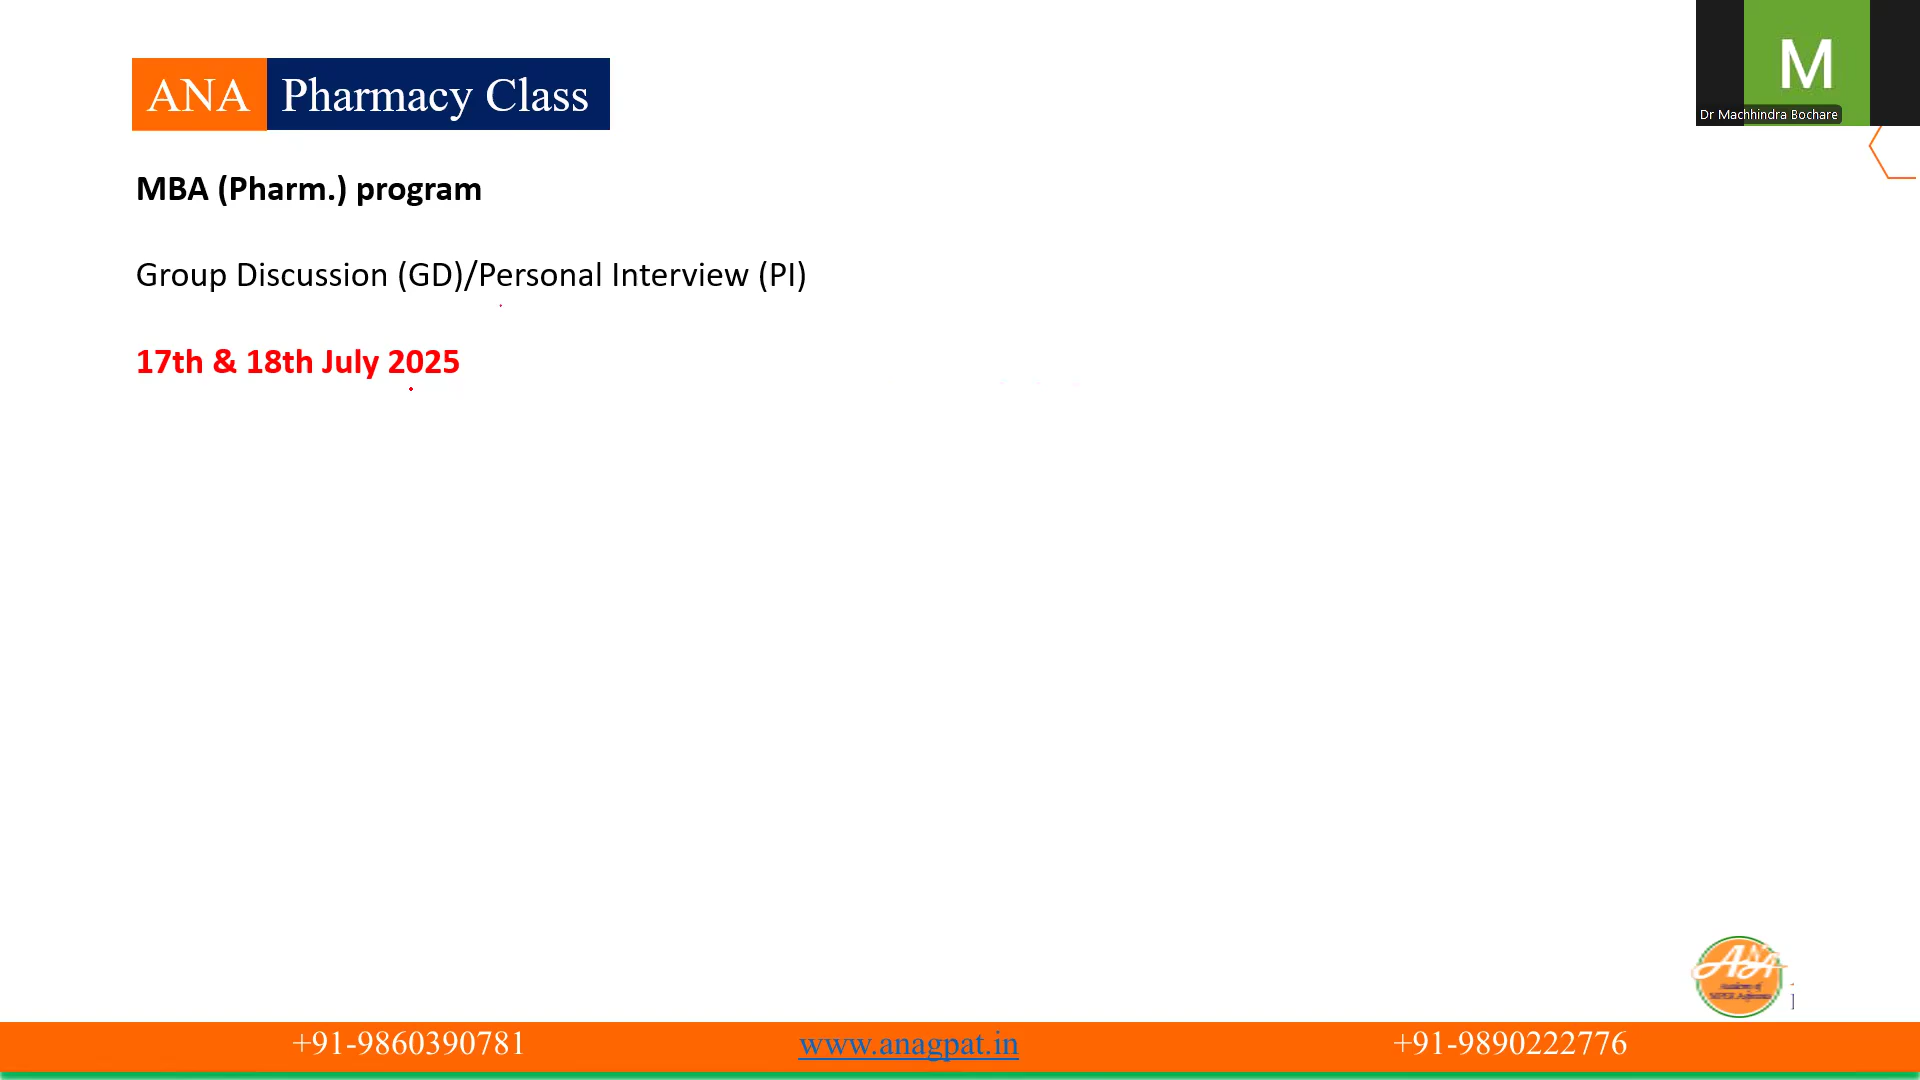 ANA Pharmacy Class
M
Dr Machhindra Bochare
MBA (Pharm.) program
Group Discussion (GD)/Personal Interview (PI)
17th & 18th July 2025
ANA
+91-9860390781
www.anagpat.in
+91-9890222776